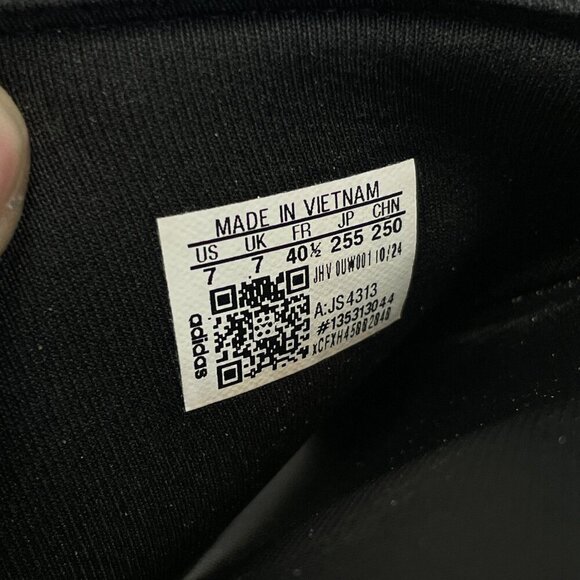 MADE IN VIETNAM
US UK FR JP CHN
7 7 40½ 255 250
JHV 0UW001 10/24
A:JS4313
#135313044
xCFXH45BB2848
adidas